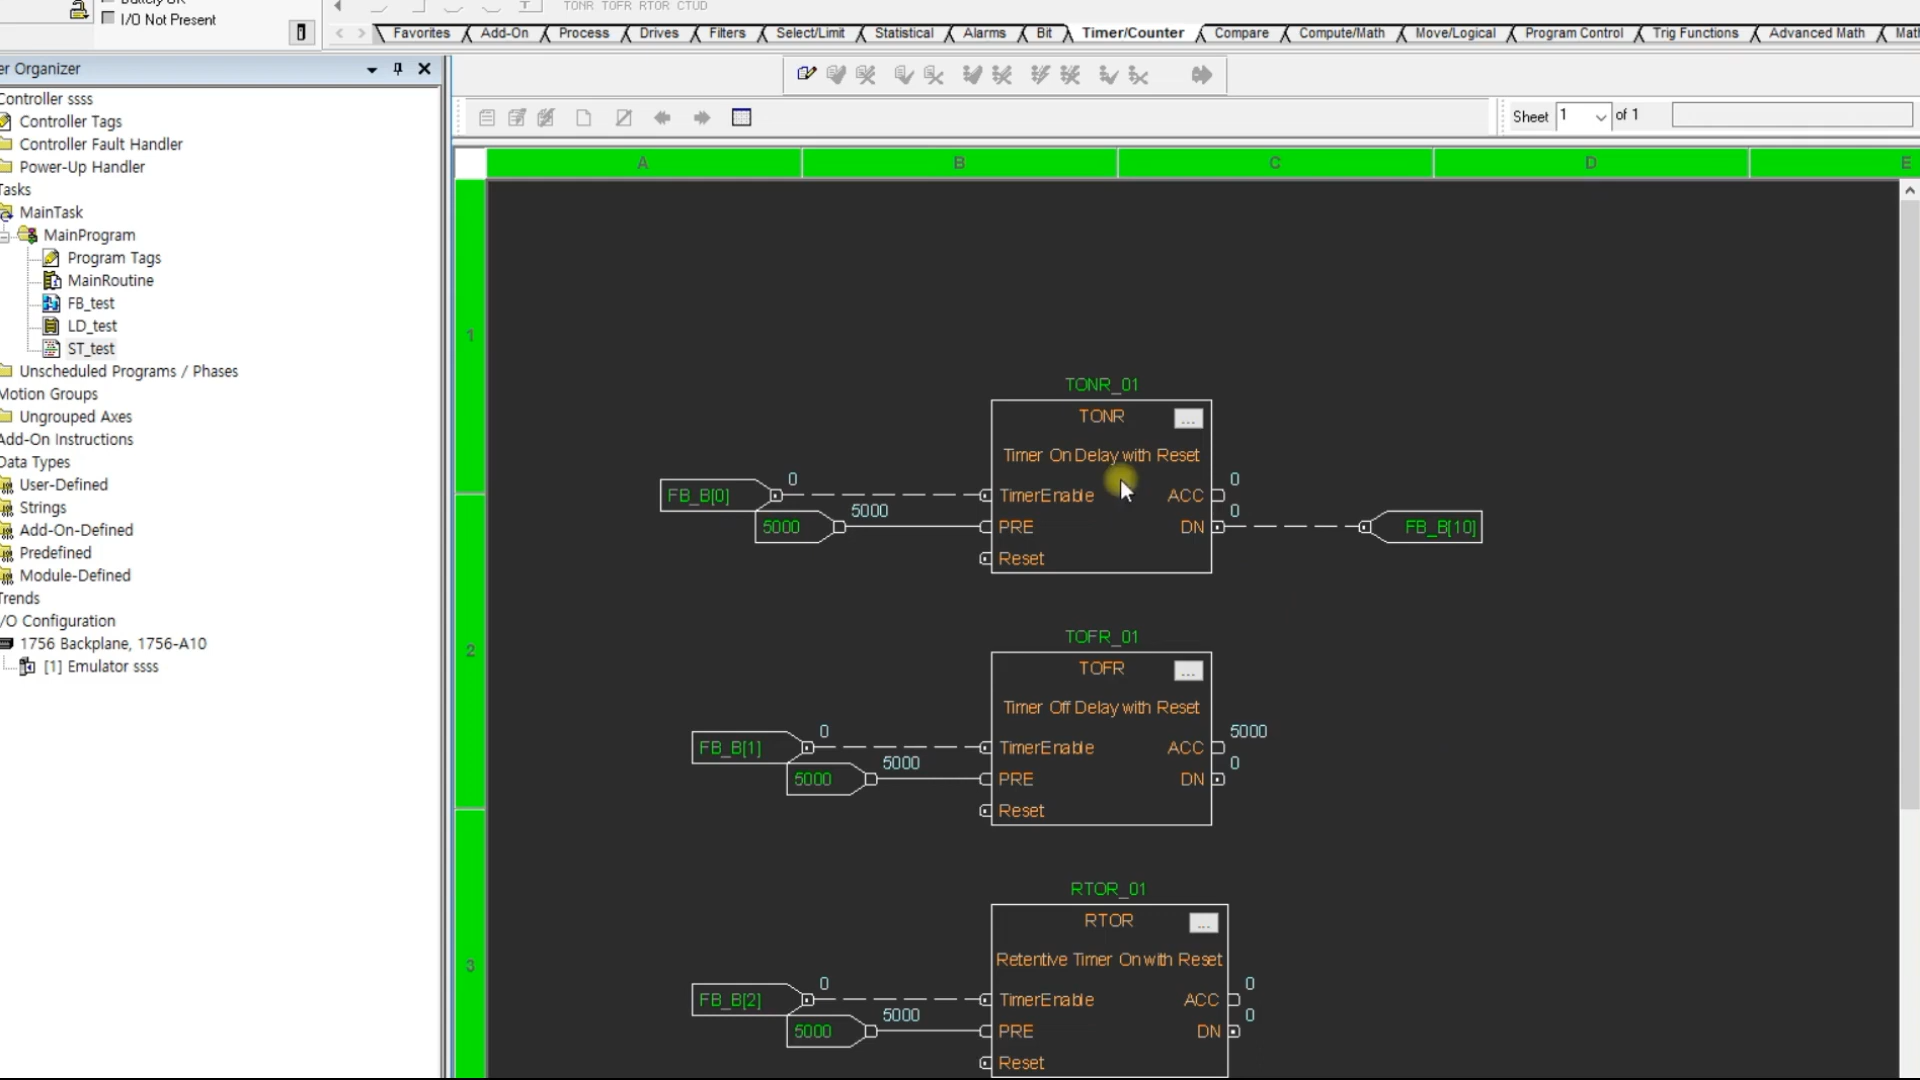 I/O Not Present
TONR TOFR RTOR CTUD
Favorites Add-On Process Drives Filters Select/Limit Statistical Alarms Bit Timer/Counter Compare Compute/Math Move/Logical Program Control Trig Functions Advanced Math
er Organizer
Controller ssss
Controller Tags
Controller Fault Handler
Power-Up Handler
Tasks
MainTask
MainProgram
Program Tags
MainRoutine
FB_test
LD_test
ST_test
Unscheduled Programs / Phases
Motion Groups
Ungrouped Axes
Add-On Instructions
Data Types
User-Defined
Strings
Add-On-Defined
Predefined
Module-Defined
Trends
I/O Configuration
1756 Backplane, 1756-A10
[1] Emulator ssss
Sheet 1 of 1
A B C D E
1
2
3
TONR_01
TONR ...
Timer On Delay with Reset
FB_B[0] 0 TimerEnable ACC 0
5000 5000 PRE DN 0 FB_B[10]
Reset
TOFR_01
TOFR ...
Timer Off Delay with Reset
FB_B[1] 0 TimerEnable ACC 5000
5000 5000 PRE DN 0
Reset
RTOR_01
RTOR ...
Retentive Timer On with Reset
FB_B[2] 0 TimerEnable ACC 0
5000 5000 PRE DN 0
Reset